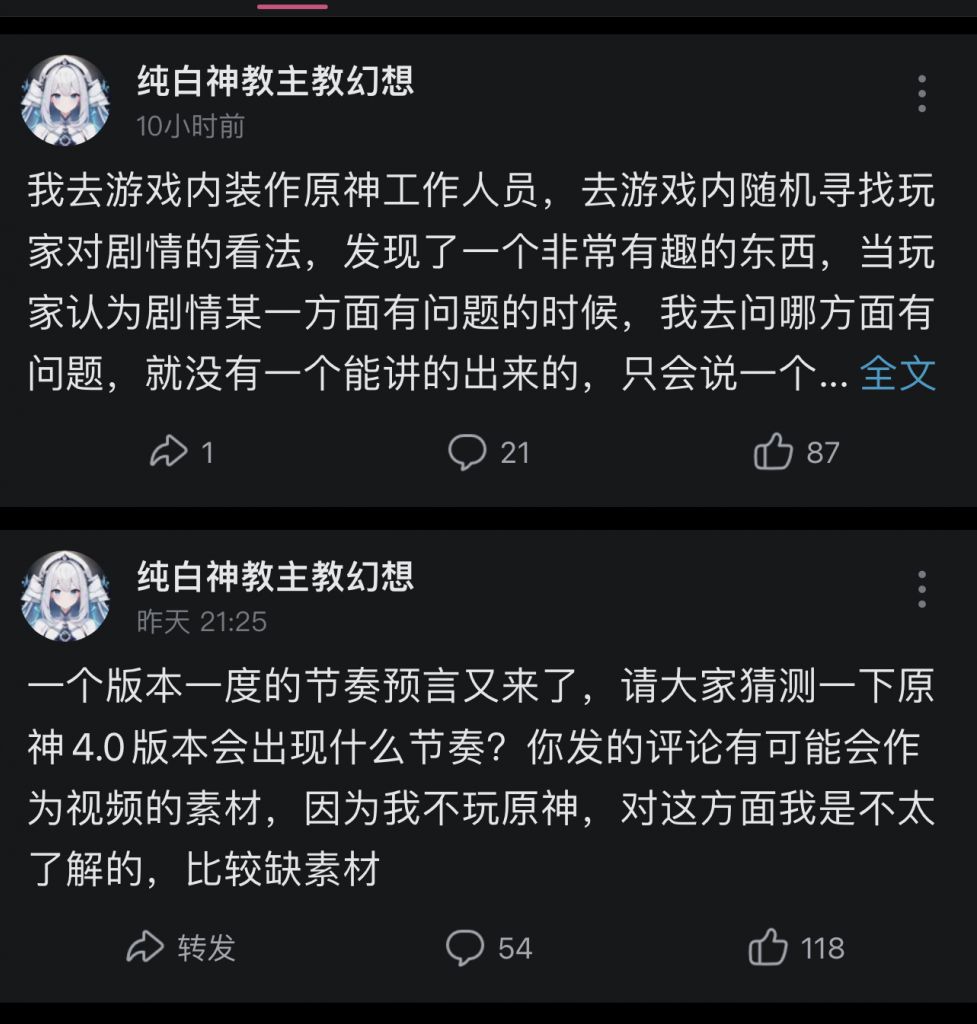 纯白神教主教幻想
10小时前
我去游戏内装作原神工作人员，去游戏内随机寻找玩
家对剧情的看法，发现了一个非常有趣的东西，当玩
家认为剧情某一方面有问题的时候，我去问哪方面有
问题，就没有一个能讲的出来的，只会说一个... 全文
1 21 87
纯白神教主教幻想
昨天 21:25
一个版本一度的节奏预言又来了，请大家猜测一下原
神4.0版本会出现什么节奏？你发的评论有可能会作
为视频的素材，因为我不玩原神，对这方面我是不太
了解的，比较缺素材
转发 54 118